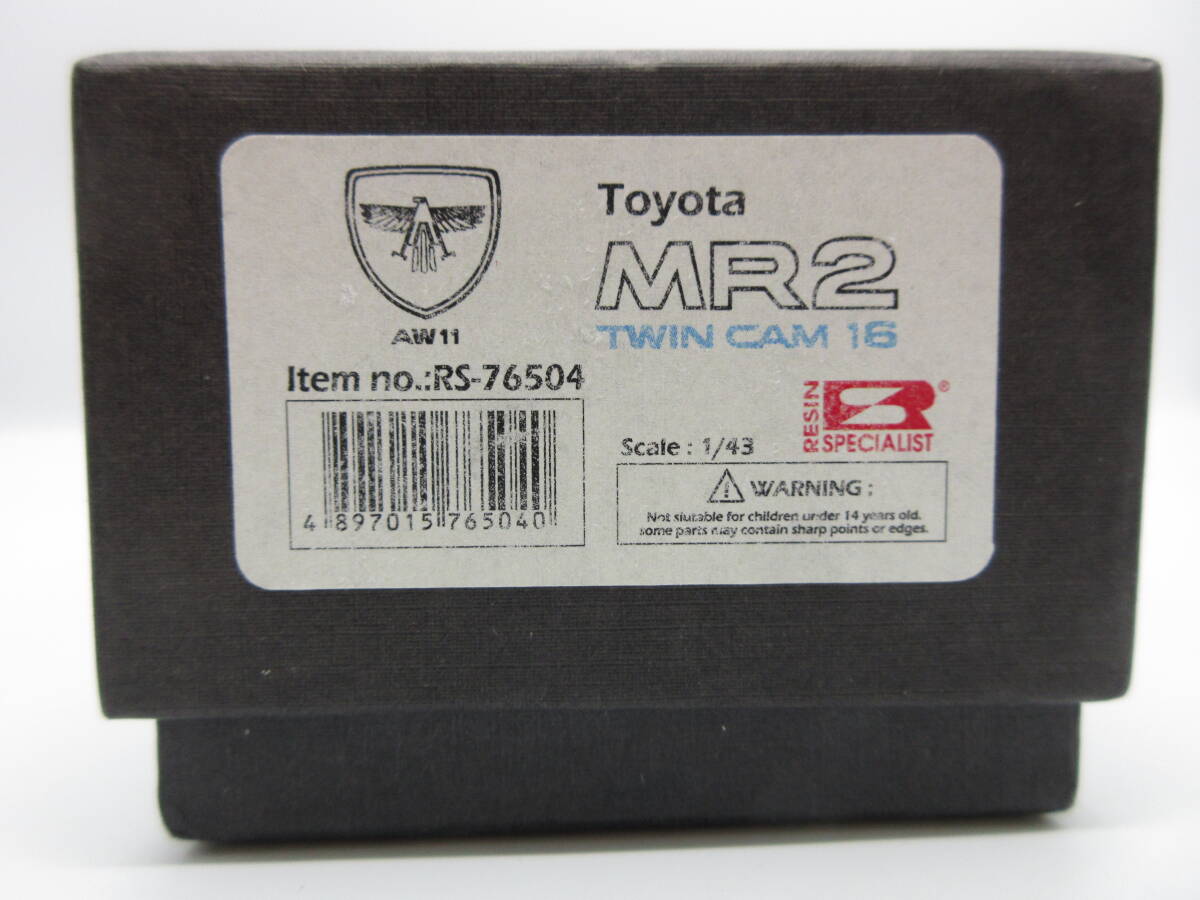 AW11
Toyota
MR2
TWIN CAM 16
Item no.:RS-76504
4 897015 765040
Scale : 1/43
RESIN
SPECIALIST
®
WARNING :
Not siutable for children under 14 years old.
some parts may contain sharp points or edges.